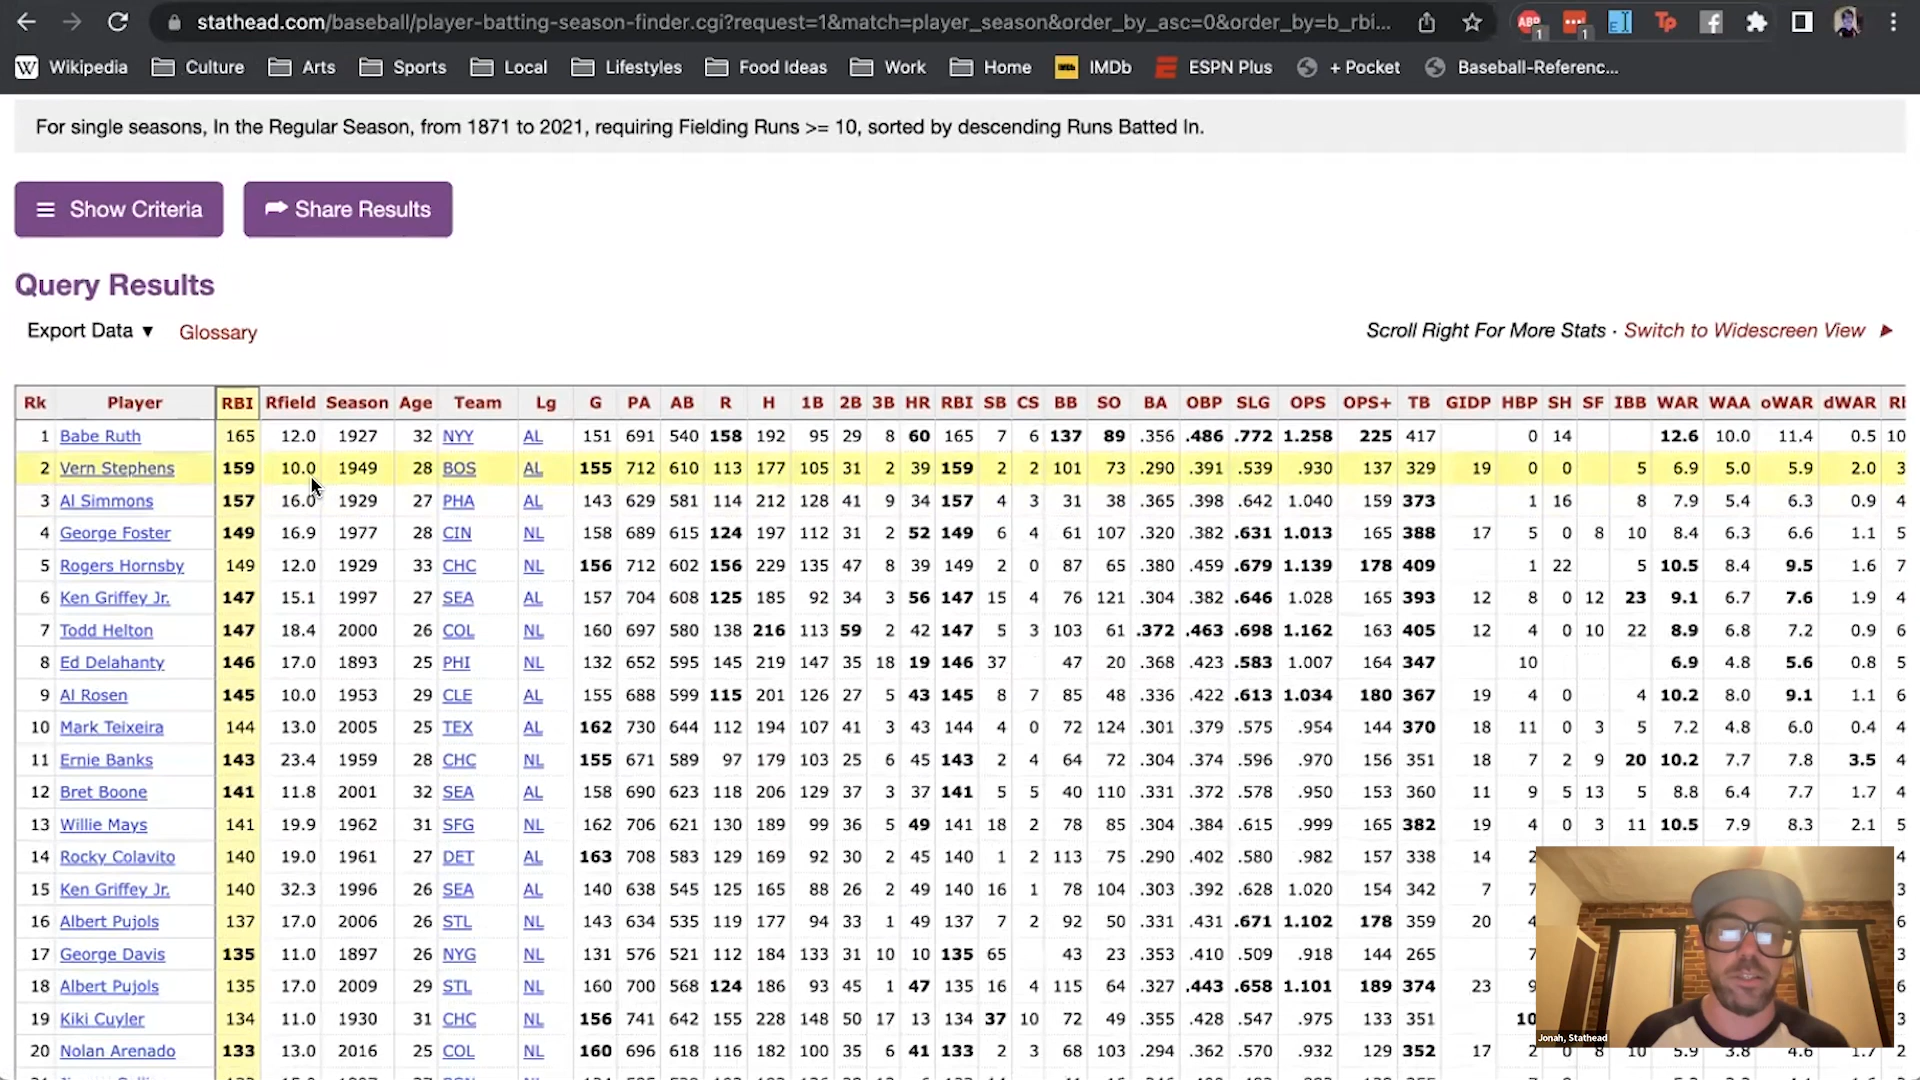 stathead.com/baseball/player-batting-season-finder.cgi?request=1&match=player_season&order_by_asc=0&order_by=b_rbi...
Wikipedia Culture Arts Sports Local Lifestyles Food Ideas Work Home IMDb ESPN Plus + Pocket Baseball-Referenc...
For single seasons, In the Regular Season, from 1871 to 2021, requiring Fielding Runs >= 10, sorted by descending Runs Batted In.
Show Criteria Share Results
Query Results
Export Data ▼ Glossary Scroll Right For More Stats · Switch to Widescreen View ▶
Rk Player RBI Rfield Season Age Team Lg G PA AB R H 1B 2B 3B HR RBI SB CS BB SO BA OBP SLG OPS OPS+ TB GIDP HBP SH SF IBB WAR WAA oWAR dWAR
1 Babe Ruth 165 12.0 1927 32 NYY AL 151 691 540 158 192 95 29 8 60 165 7 6 137 89 .356 .486 .772 1.258 225 417 0 14 12.6 10.0 11.4 0.5 10
2 Vern Stephens 159 10.0 1949 28 BOS AL 155 712 610 113 177 105 31 2 39 159 2 2 101 73 .290 .391 .539 .930 137 329 19 0 0 5 6.9 5.0 5.9 2.0 3
3 Al Simmons 157 16.0 1929 27 PHA AL 143 629 581 114 212 128 41 9 34 157 4 3 31 38 .365 .398 .642 1.040 159 373 1 16 8 7.9 5.4 6.3 0.9 4
4 George Foster 149 16.9 1977 28 CIN NL 158 689 615 124 197 112 31 2 52 149 6 4 61 107 .320 .382 .631 1.013 165 388 17 5 0 8 10 8.4 6.3 6.6 1.1 5
5 Rogers Hornsby 149 12.0 1929 33 CHC NL 156 712 602 156 229 135 47 8 39 149 2 0 87 65 .380 .459 .679 1.139 178 409 1 22 5 10.5 8.4 9.5 1.6 7
6 Ken Griffey Jr. 147 15.1 1997 27 SEA AL 157 704 608 125 185 92 34 3 56 147 15 4 76 121 .304 .382 .646 1.028 165 393 12 8 0 12 23 9.1 6.7 7.6 1.9 4
7 Todd Helton 147 18.4 2000 26 COL NL 160 697 580 138 216 113 59 2 42 147 5 3 103 61 .372 .463 .698 1.162 163 405 12 4 0 10 22 8.9 6.8 7.2 0.9 6
8 Ed Delahanty 146 17.0 1893 25 PHI NL 132 652 595 145 219 147 35 18 19 146 37 47 20 .368 .423 .583 1.007 164 347 10 6.9 4.8 5.6 0.8 5
9 Al Rosen 145 10.0 1953 29 CLE AL 155 688 599 115 201 126 27 5 43 145 8 7 85 48 .336 .422 .613 1.034 180 367 19 4 0 4 10.2 8.0 9.1 1.1 6
10 Mark Teixeira 144 13.0 2005 25 TEX AL 162 730 644 112 194 107 41 3 43 144 4 0 72 124 .301 .379 .575 .954 144 370 18 11 0 3 5 7.2 4.8 6.0 0.4 4
11 Ernie Banks 143 23.4 1959 28 CHC NL 155 671 589 97 179 103 25 6 45 143 2 4 64 72 .304 .374 .596 .970 156 351 18 7 2 9 20 10.2 7.7 7.8 3.5 4
12 Bret Boone 141 11.8 2001 32 SEA AL 158 690 623 118 206 129 37 3 37 141 5 5 40 110 .331 .372 .578 .950 153 360 11 9 5 13 5 8.8 6.4 7.7 1.7 4
13 Willie Mays 141 19.9 1962 31 SFG NL 162 706 621 130 189 99 36 5 49 141 18 2 78 85 .304 .384 .615 .999 165 382 19 4 0 3 11 10.5 7.9 8.3 2.1 5
14 Rocky Colavito 140 19.0 1961 27 DET AL 163 708 583 129 169 92 30 2 45 140 1 2 113 75 .290 .402 .580 .982 157 338 14 2 4
15 Ken Griffey Jr. 140 32.3 1996 26 SEA AL 140 638 545 125 165 88 26 2 49 140 16 1 78 104 .303 .392 .628 1.020 154 342 7 7 3
16 Albert Pujols 137 17.0 2006 26 STL NL 143 634 535 119 177 94 33 1 49 137 7 2 92 50 .331 .431 .671 1.102 178 359 20 4 6
17 George Davis 135 11.0 1897 26 NYG NL 131 576 521 112 184 133 31 10 10 135 65 43 23 .353 .410 .509 .918 144 265 7 3
18 Albert Pujols 135 17.0 2009 29 STL NL 160 700 568 124 186 93 45 1 47 135 16 4 115 64 .327 .443 .658 1.101 189 374 23 9 6
19 Kiki Cuyler 134 11.0 1930 31 CHC NL 156 741 642 155 228 148 50 17 13 134 37 10 72 49 .355 .428 .547 .975 133 351 10
20 Nolan Arenado 133 13.0 2016 25 COL NL 160 696 618 116 182 100 35 6 41 133 2 3 68 103 .294 .362 .570 .932 129 352 17 2 0 8 10 5.9 3.8 4.6 1.7 2
Jonah, Stathead